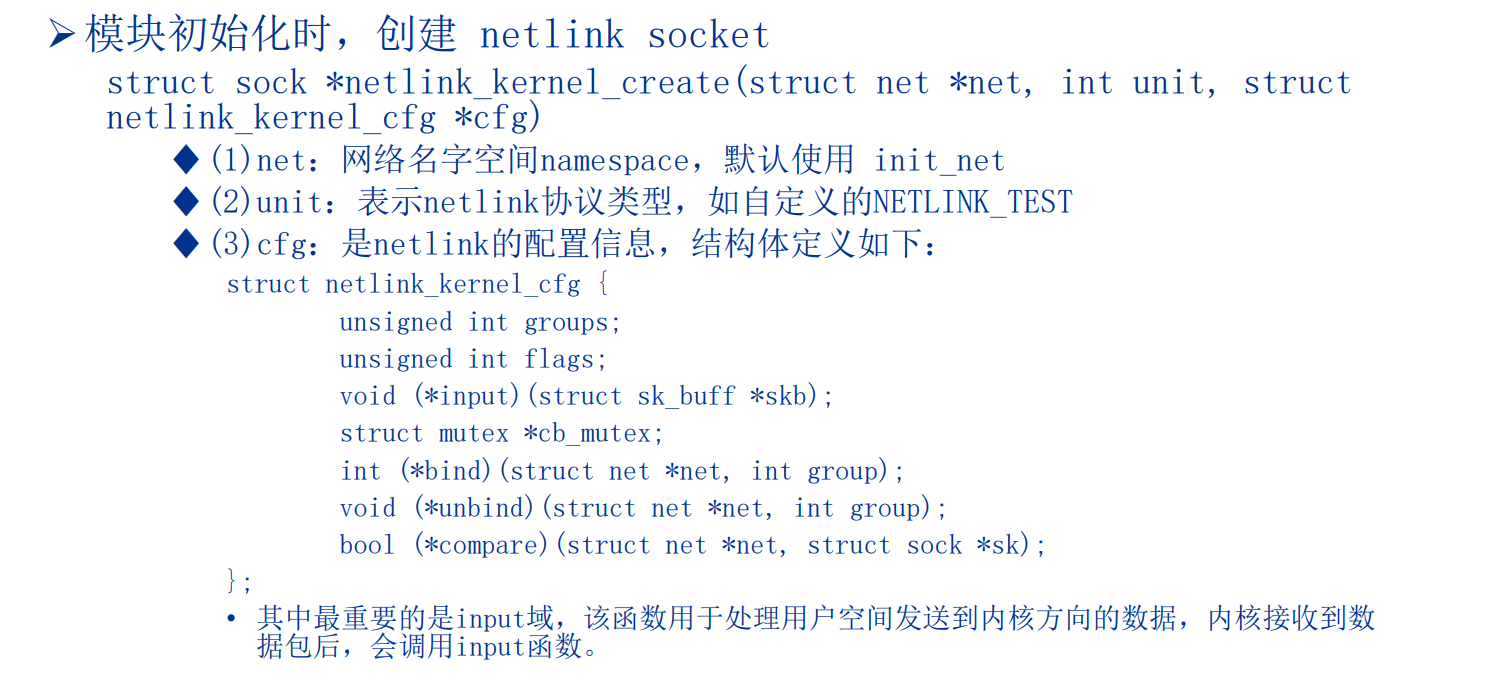 ➢模块初始化时，创建 netlink socket
struct sock *netlink_kernel_create(struct net *net, int unit, struct
netlink_kernel_cfg *cfg)
◆(1)net：网络名字空间namespace，默认使用 init_net
◆(2)unit：表示netlink协议类型，如自定义的NETLINK_TEST
◆(3)cfg：是netlink的配置信息，结构体定义如下：
struct netlink_kernel_cfg {
unsigned int groups;
unsigned int flags;
void (*input)(struct sk_buff *skb);
struct mutex *cb_mutex;
int (*bind)(struct net *net, int group);
void (*unbind)(struct net *net, int group);
bool (*compare)(struct net *net, struct sock *sk);
};
• 其中最重要的是input域，该函数用于处理用户空间发送到内核方向的数据，内核接收到数
据包后，会调用input函数。